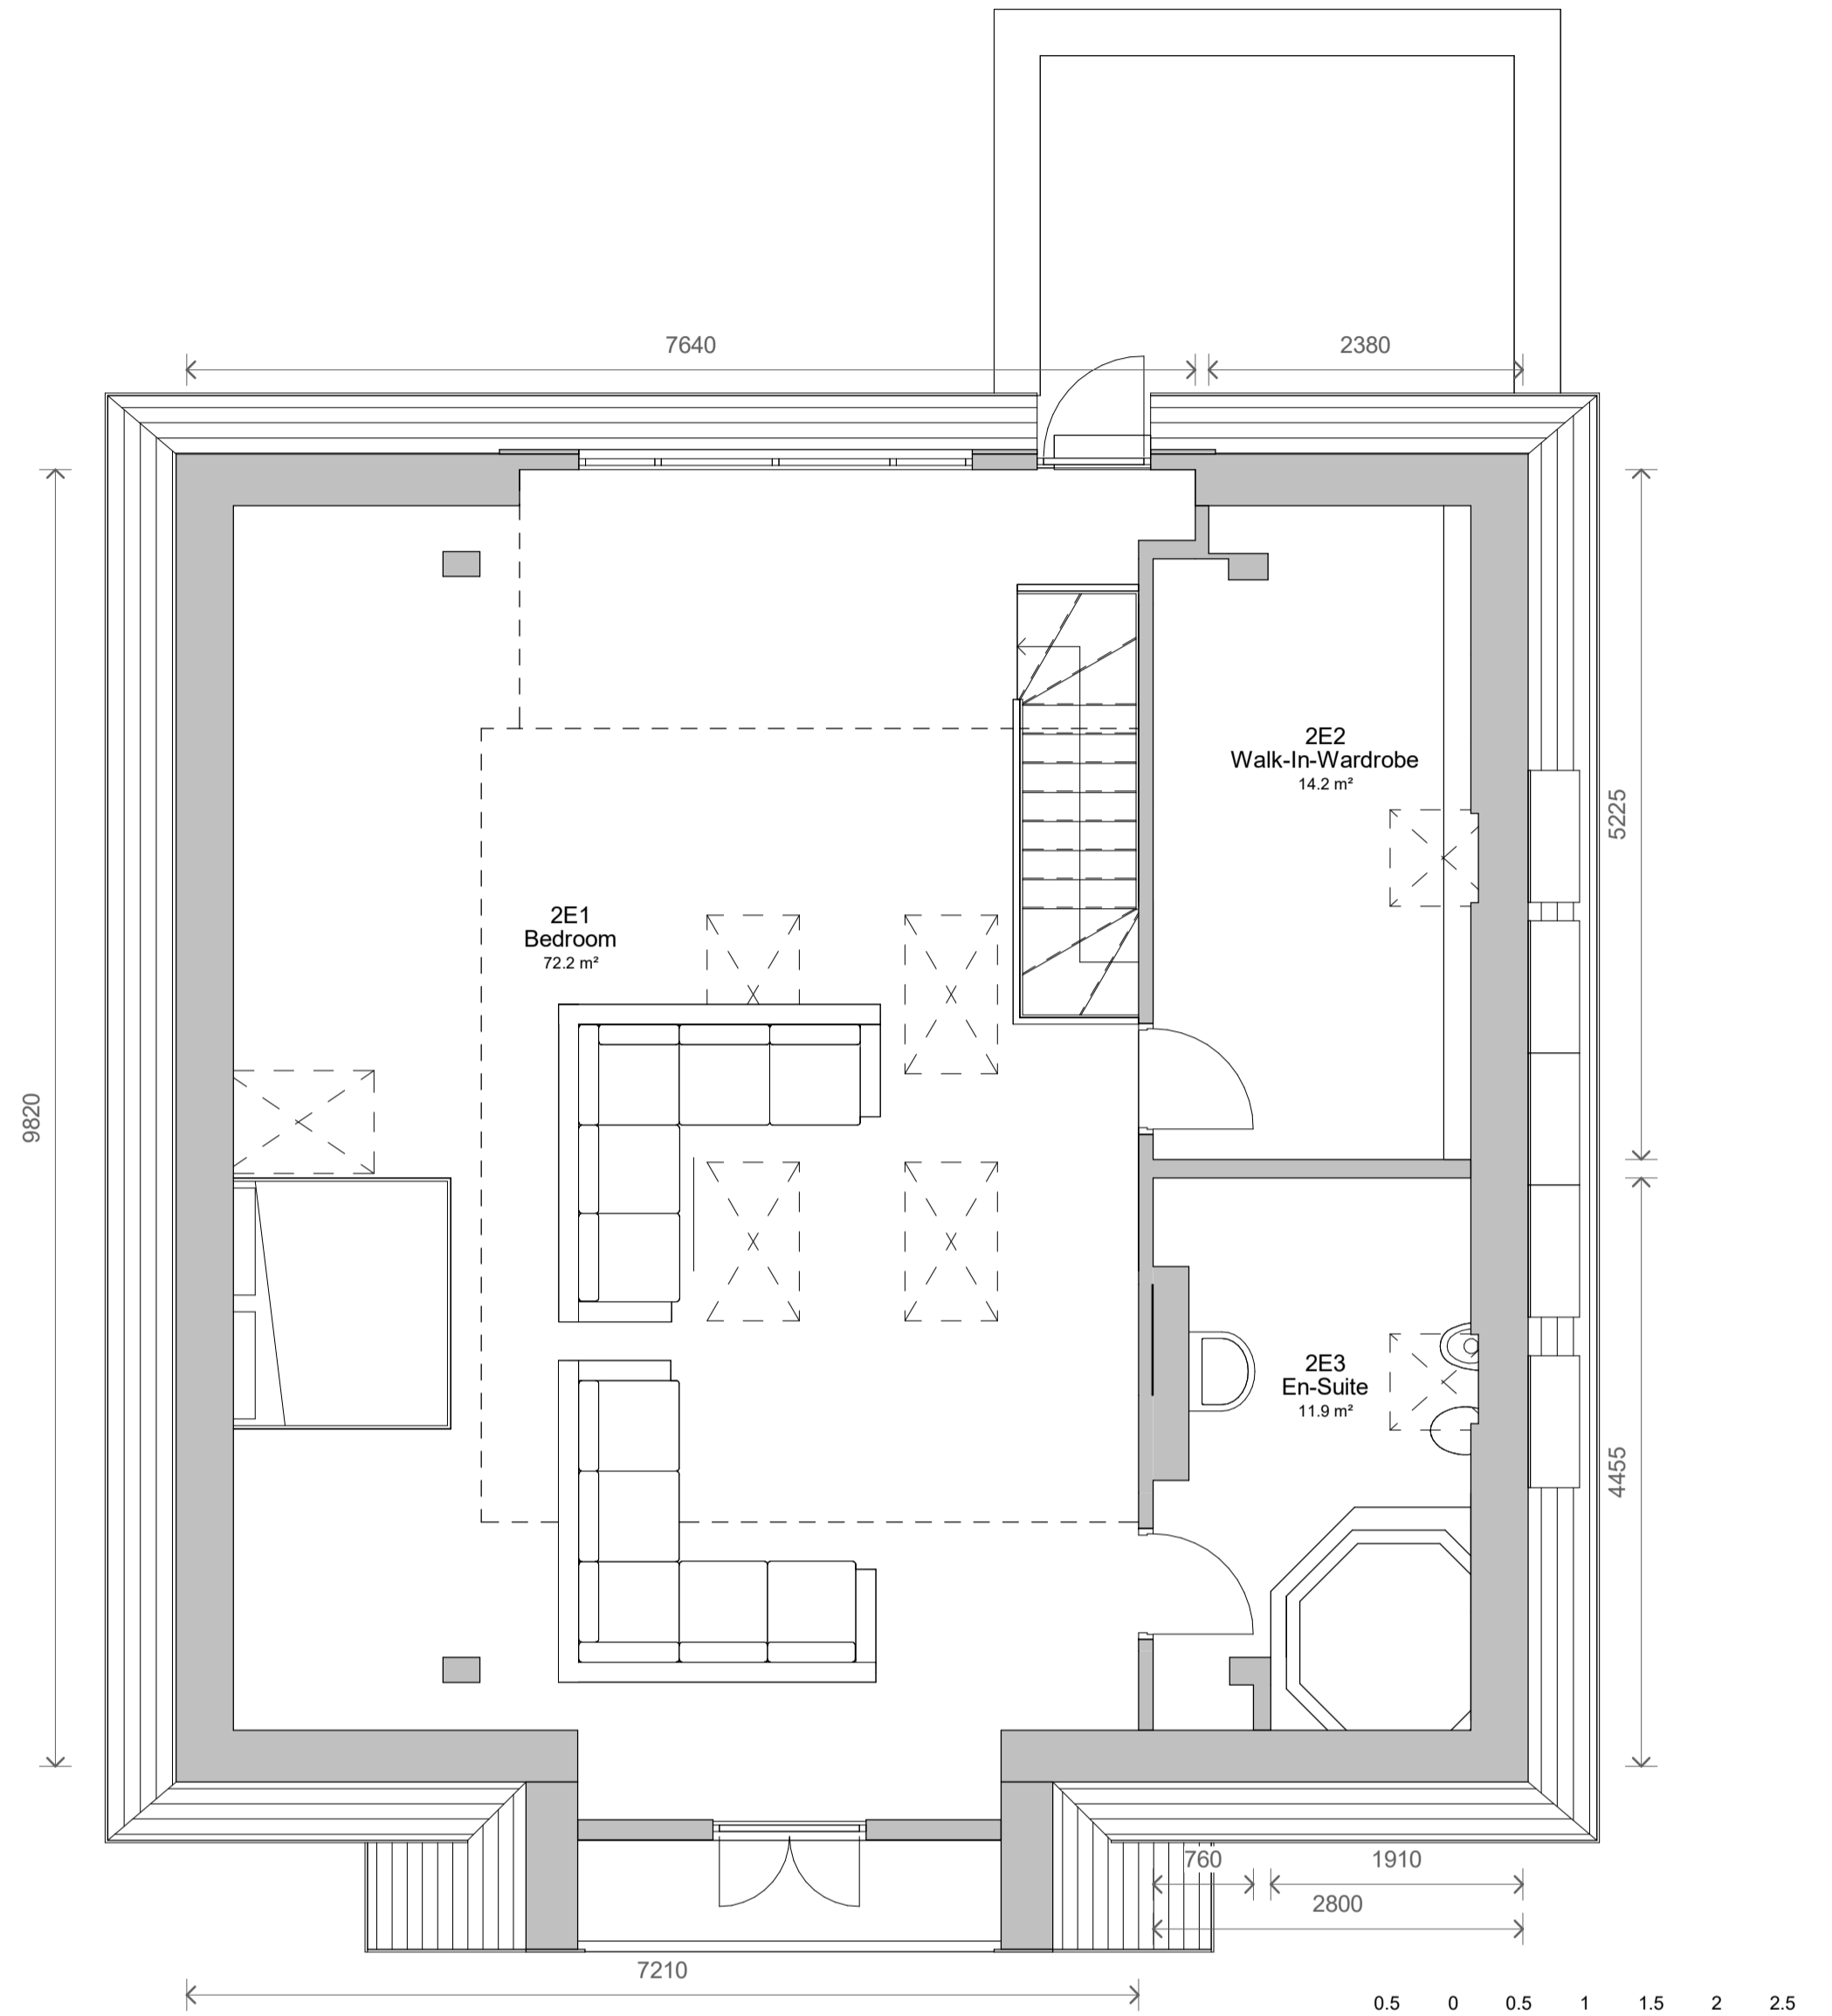 7640
2380
2E2
Walk-In-Wardrobe
14.2 m²
5225
2E1
Bedroom
72.2 m²
9820
2E3
En-Suite
11.9 m²
4455
760
1910
2800
7210
0.5 0 0.5 1 1.5 2 2.5